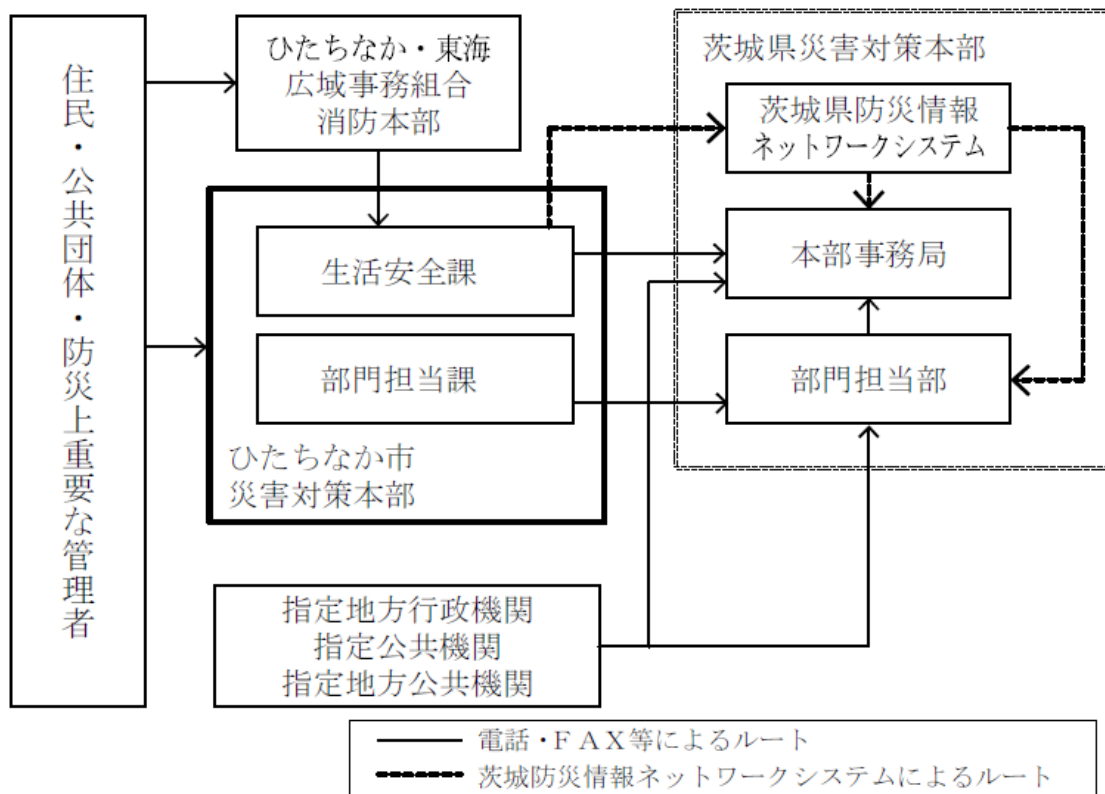 住民・公共団体・防災上重要な管理者
ひたちなか・東海
広域事務組合
消防本部
生活安全課
部門担当課
ひたちなか市
災害対策本部
指定地方行政機関
指定公共機関
指定地方公共機関
茨城県災害対策本部
茨城県防災情報
ネットワークシステム
本部事務局
部門担当部
電話・ＦＡＸ等によるルート
茨城防災情報ネットワークシステムによるルート